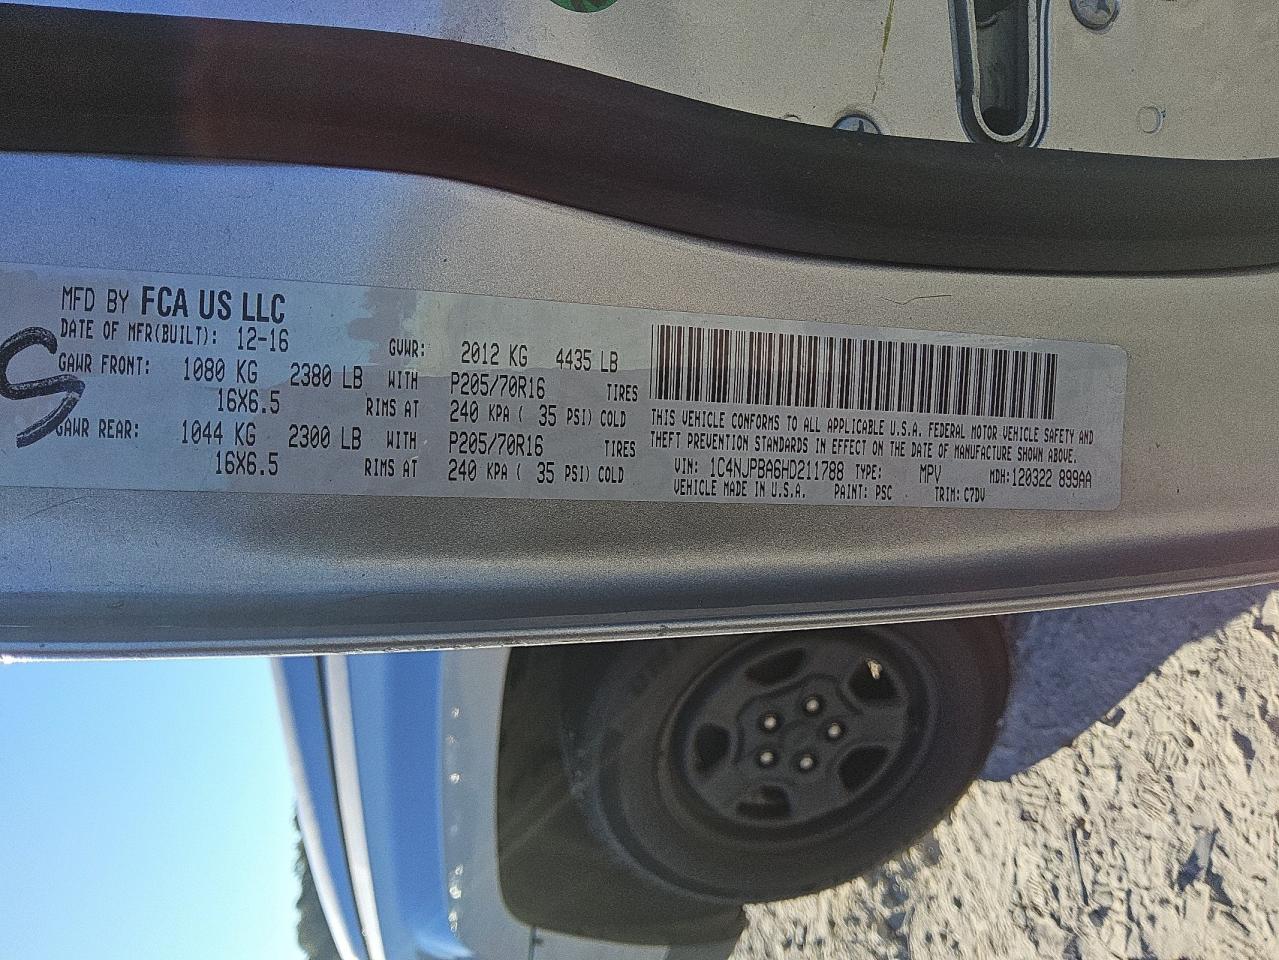 MFD BY FCA US LLC
DATE OF MFR(BUILT): 12-16 GVWR: 2012 KG 4435 LB
GAWR FRONT: 1080 KG 2380 LB WITH P205/70R16 TIRES
16X6.5 RIMS AT 240 KPA ( 35 PSI) COLD
GAWR REAR: 1044 KG 2300 LB WITH P205/70R16 TIRES
16X6.5 RIMS AT 240 KPA ( 35 PSI) COLD
THIS VEHICLE CONFORMS TO ALL APPLICABLE U.S.A. FEDERAL MOTOR VEHICLE SAFETY AND
THEFT PREVENTION STANDARDS IN EFFECT ON THE DATE OF MANUFACTURE SHOWN ABOVE.
VIN: 1C4NJPBA6HD211788 TYPE: MPV MDH: 120322 899AA
VEHICLE MADE IN U.S.A. PAINT: PSC TRIM: C7DV
S